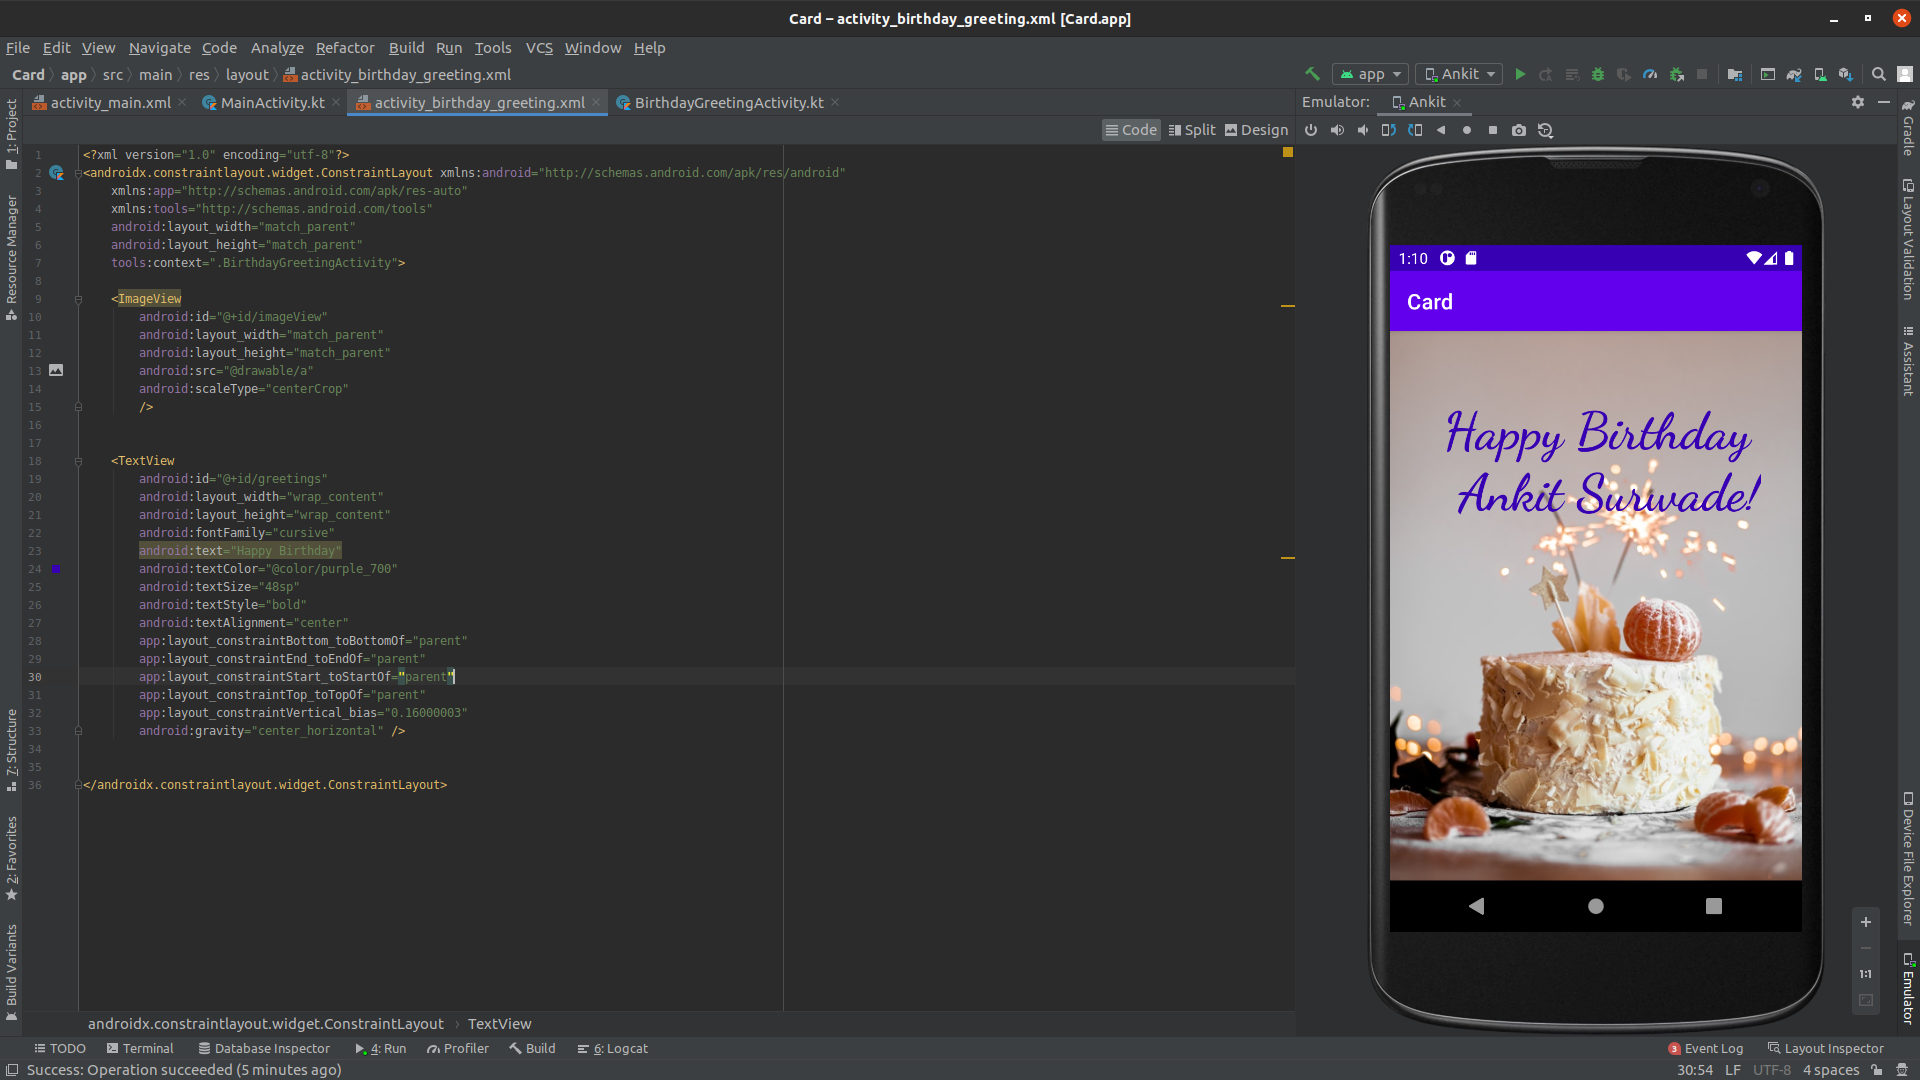 Card – activity_birthday_greeting.xml [Card.app]
File Edit View Navigate Code Analyze Refactor Build Run Tools VCS Window Help
Card app src main res layout activity_birthday_greeting.xml
app Ankit
activity_main.xml MainActivity.kt activity_birthday_greeting.xml BirthdayGreetingActivity.kt
Emulator: Ankit
Code Split Design
1 <?xml version="1.0" encoding="utf-8"?>
2 <androidx.constraintlayout.widget.ConstraintLayout xmlns:android="http://schemas.android.com/apk/res/android"
3 xmlns:app="http://schemas.android.com/apk/res-auto"
4 xmlns:tools="http://schemas.android.com/tools"
5 android:layout_width="match_parent"
6 android:layout_height="match_parent"
7 tools:context=".BirthdayGreetingActivity">
8
9 <ImageView
10 android:id="@+id/imageView"
11 android:layout_width="match_parent"
12 android:layout_height="match_parent"
13 android:src="@drawable/a"
14 android:scaleType="centerCrop"
15 />
16
17
18 <TextView
19 android:id="@+id/greetings"
20 android:layout_width="wrap_content"
21 android:layout_height="wrap_content"
22 android:fontFamily="cursive"
23 android:text="Happy Birthday"
24 android:textColor="@color/purple_700"
25 android:textSize="48sp"
26 android:textStyle="bold"
27 android:textAlignment="center"
28 app:layout_constraintBottom_toBottomOf="parent"
29 app:layout_constraintEnd_toEndOf="parent"
30 app:layout_constraintStart_toStartOf="parent"
31 app:layout_constraintTop_toTopOf="parent"
32 app:layout_constraintVertical_bias="0.16000003"
33 android:gravity="center_horizontal" />
34
35
36 </androidx.constraintlayout.widget.ConstraintLayout>
androidx.constraintlayout.widget.ConstraintLayout › TextView
1: Project
Resource Manager
7: Structure
2: Favorites
Build Variants
1:10
Card
Happy Birthday
Ankit Surwade!
1:1
Gradle
Layout Validation
Assistant
Device File Explorer
Emulator
TODO Terminal Database Inspector 4: Run Profiler Build 6: Logcat
3 Event Log Layout Inspector
Success: Operation succeeded (5 minutes ago)
30:54 LF UTF-8 4 spaces